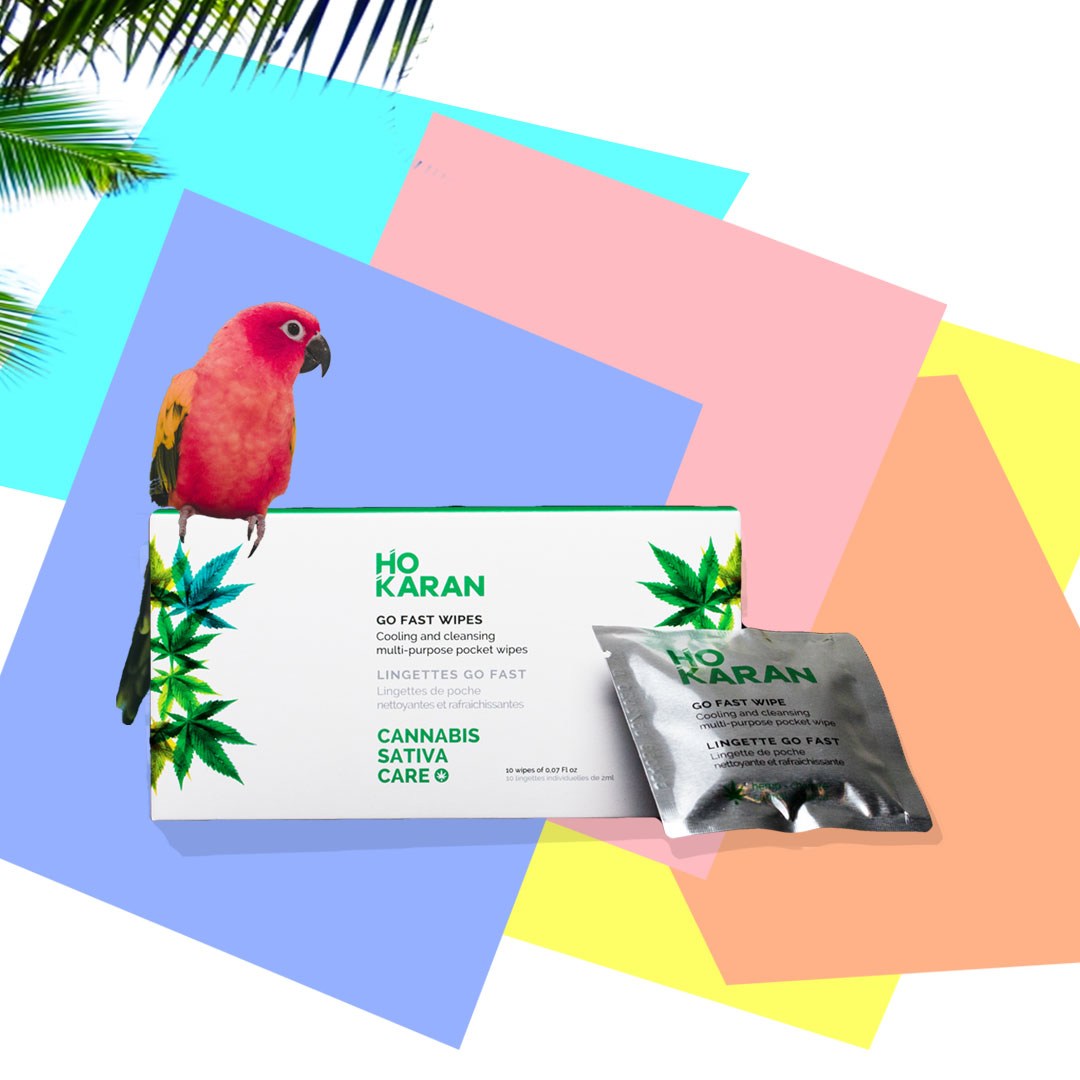 HO
KARAN
GO FAST WIPES
Cooling and cleansing
multi-purpose pocket wipes
LINGETTES GO FAST
Lingettes de poche
nettoyantes et rafraichissantes
CANNABIS
SATIVA
CARE
10 wipes of 0.07 Fl oz
10 lingettes individuelles de 2ml
HO
KARAN
GO FAST WIPE
Cooling and cleansing
multi-purpose pocket wipe
LINGETTE GO FAST
Lingette de poche
nettoyante et rafraichissante